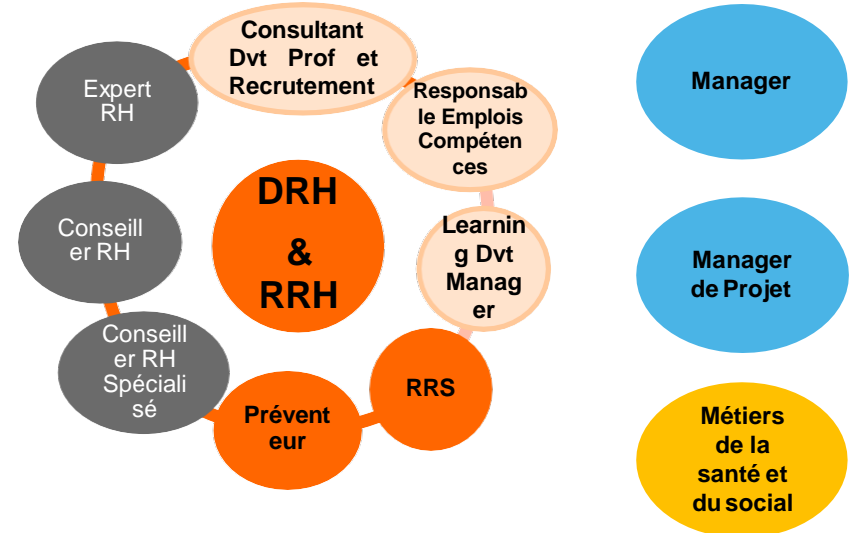 Consultant
Dvt Prof et
Recrutement
Responsab
le Emplois
Compéten
ces
Learnin
g Dvt
Manag
er
RRS
Prévent
eur
Conseill
er RH
Spéciali
sé
Conseill
er RH
Expert
RH
DRH
&
RRH
Manager
Manager
de Projet
Métiers
de la
santé et
du social